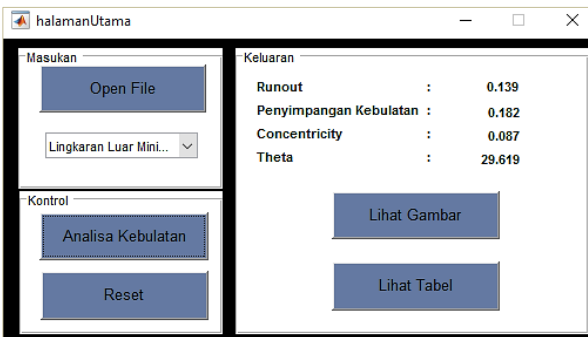 halamanUtama
Masukan
Open File
Lingkaran Luar Mini...
Kontrol
Analisa Kebulatan
Reset
Keluaran
Runout : 0.139
Penyimpangan Kebulatan : 0.182
Concentricity : 0.087
Theta : 29.619
Lihat Gambar
Lihat Tabel